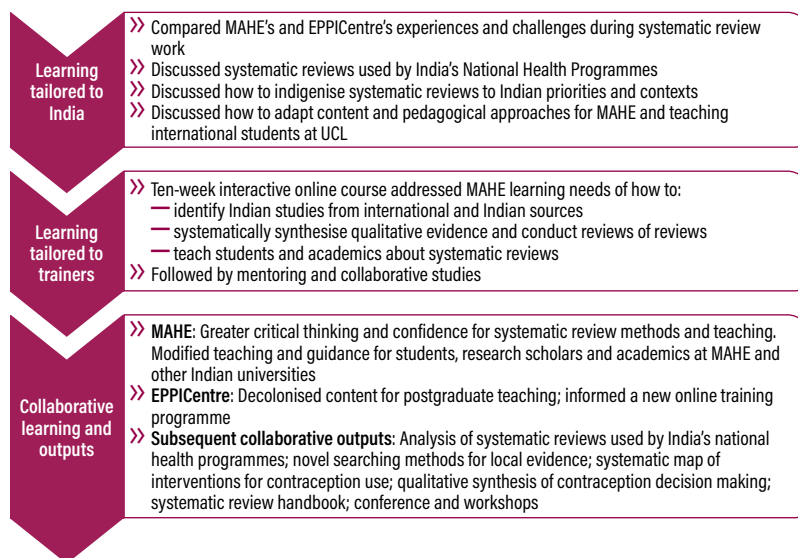 Learning
tailored to
India
» Compared MAHE's and EPPICentre's experiences and challenges during systematic review
work
» Discussed systematic reviews used by India's National Health Programmes
» Discussed how to indigenise systematic reviews to Indian priorities and contexts
» Discussed how to adapt content and pedagogical approaches for MAHE and teaching
international students at UCL
Learning
tailored to
trainers
» Ten-week interactive online course addressed MAHE learning needs of how to:
— identify Indian studies from international and Indian sources
— systematically synthesise qualitative evidence and conduct reviews of reviews
— teach students and academics about systematic reviews
» Followed by mentoring and collaborative studies
Collaborative
learning and
outputs
» MAHE: Greater critical thinking and confidence for systematic review methods and teaching.
Modified teaching and guidance for students, research scholars and academics at MAHE and
other Indian universities
» EPPICentre: Decolonised content for postgraduate teaching; informed a new online training
programme
» Subsequent collaborative outputs: Analysis of systematic reviews used by India's national
health programmes; novel searching methods for local evidence; systematic map of
interventions for contraception use; qualitative synthesis of contraception decision making;
systematic review handbook; conference and workshops